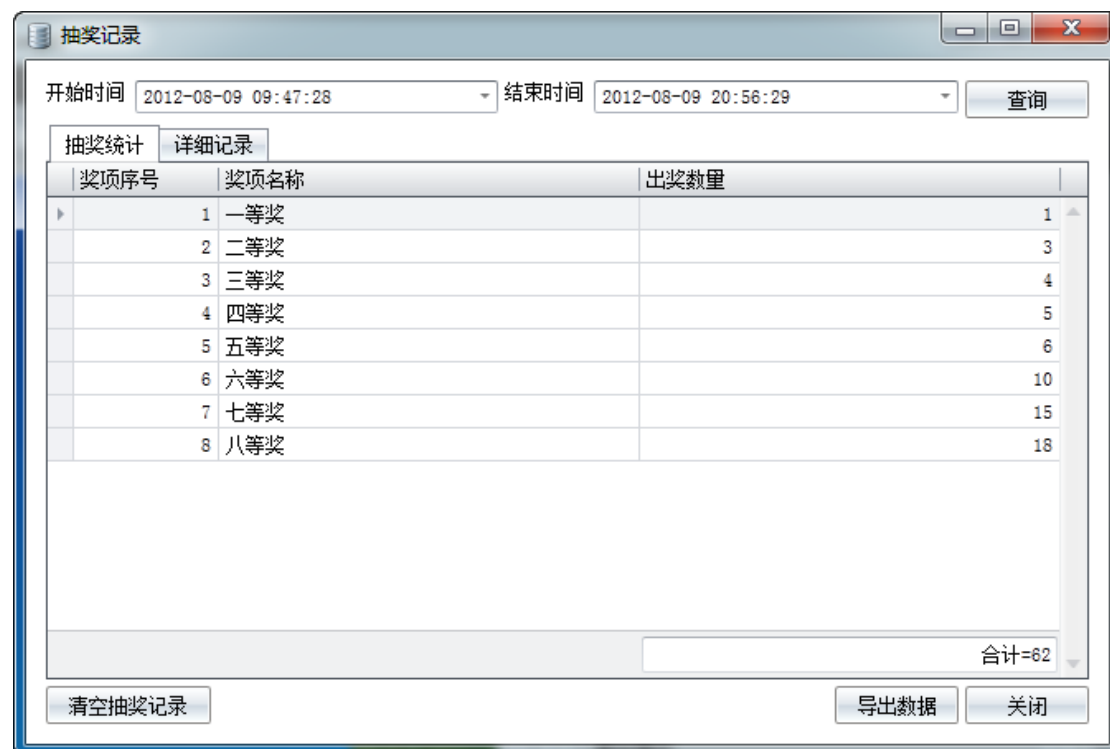 抽奖记录
开始时间 2012-08-09 09:47:28 结束时间 2012-08-09 20:56:29 查询
抽奖统计 详细记录
奖项序号 奖项名称 出奖数量
1 一等奖 1
2 二等奖 3
3 三等奖 4
4 四等奖 5
5 五等奖 6
6 六等奖 10
7 七等奖 15
8 八等奖 18
合计=62
清空抽奖记录 导出数据 关闭